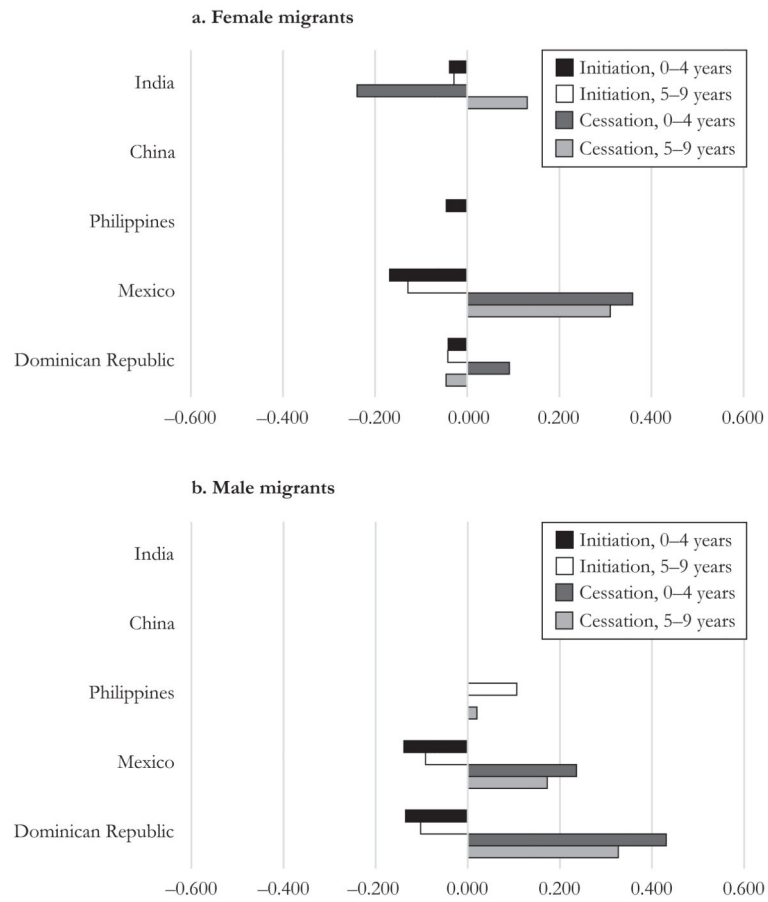 a. Female migrants
Initiation, 0–4 years
Initiation, 5–9 years
Cessation, 0–4 years
Cessation, 5–9 years
India
China
Philippines
Mexico
Dominican Republic
–0.600 –0.400 –0.200 0.000 0.200 0.400 0.600
b. Male migrants
Initiation, 0–4 years
Initiation, 5–9 years
Cessation, 0–4 years
Cessation, 5–9 years
India
China
Philippines
Mexico
Dominican Republic
–0.600 –0.400 –0.200 0.000 0.200 0.400 0.600